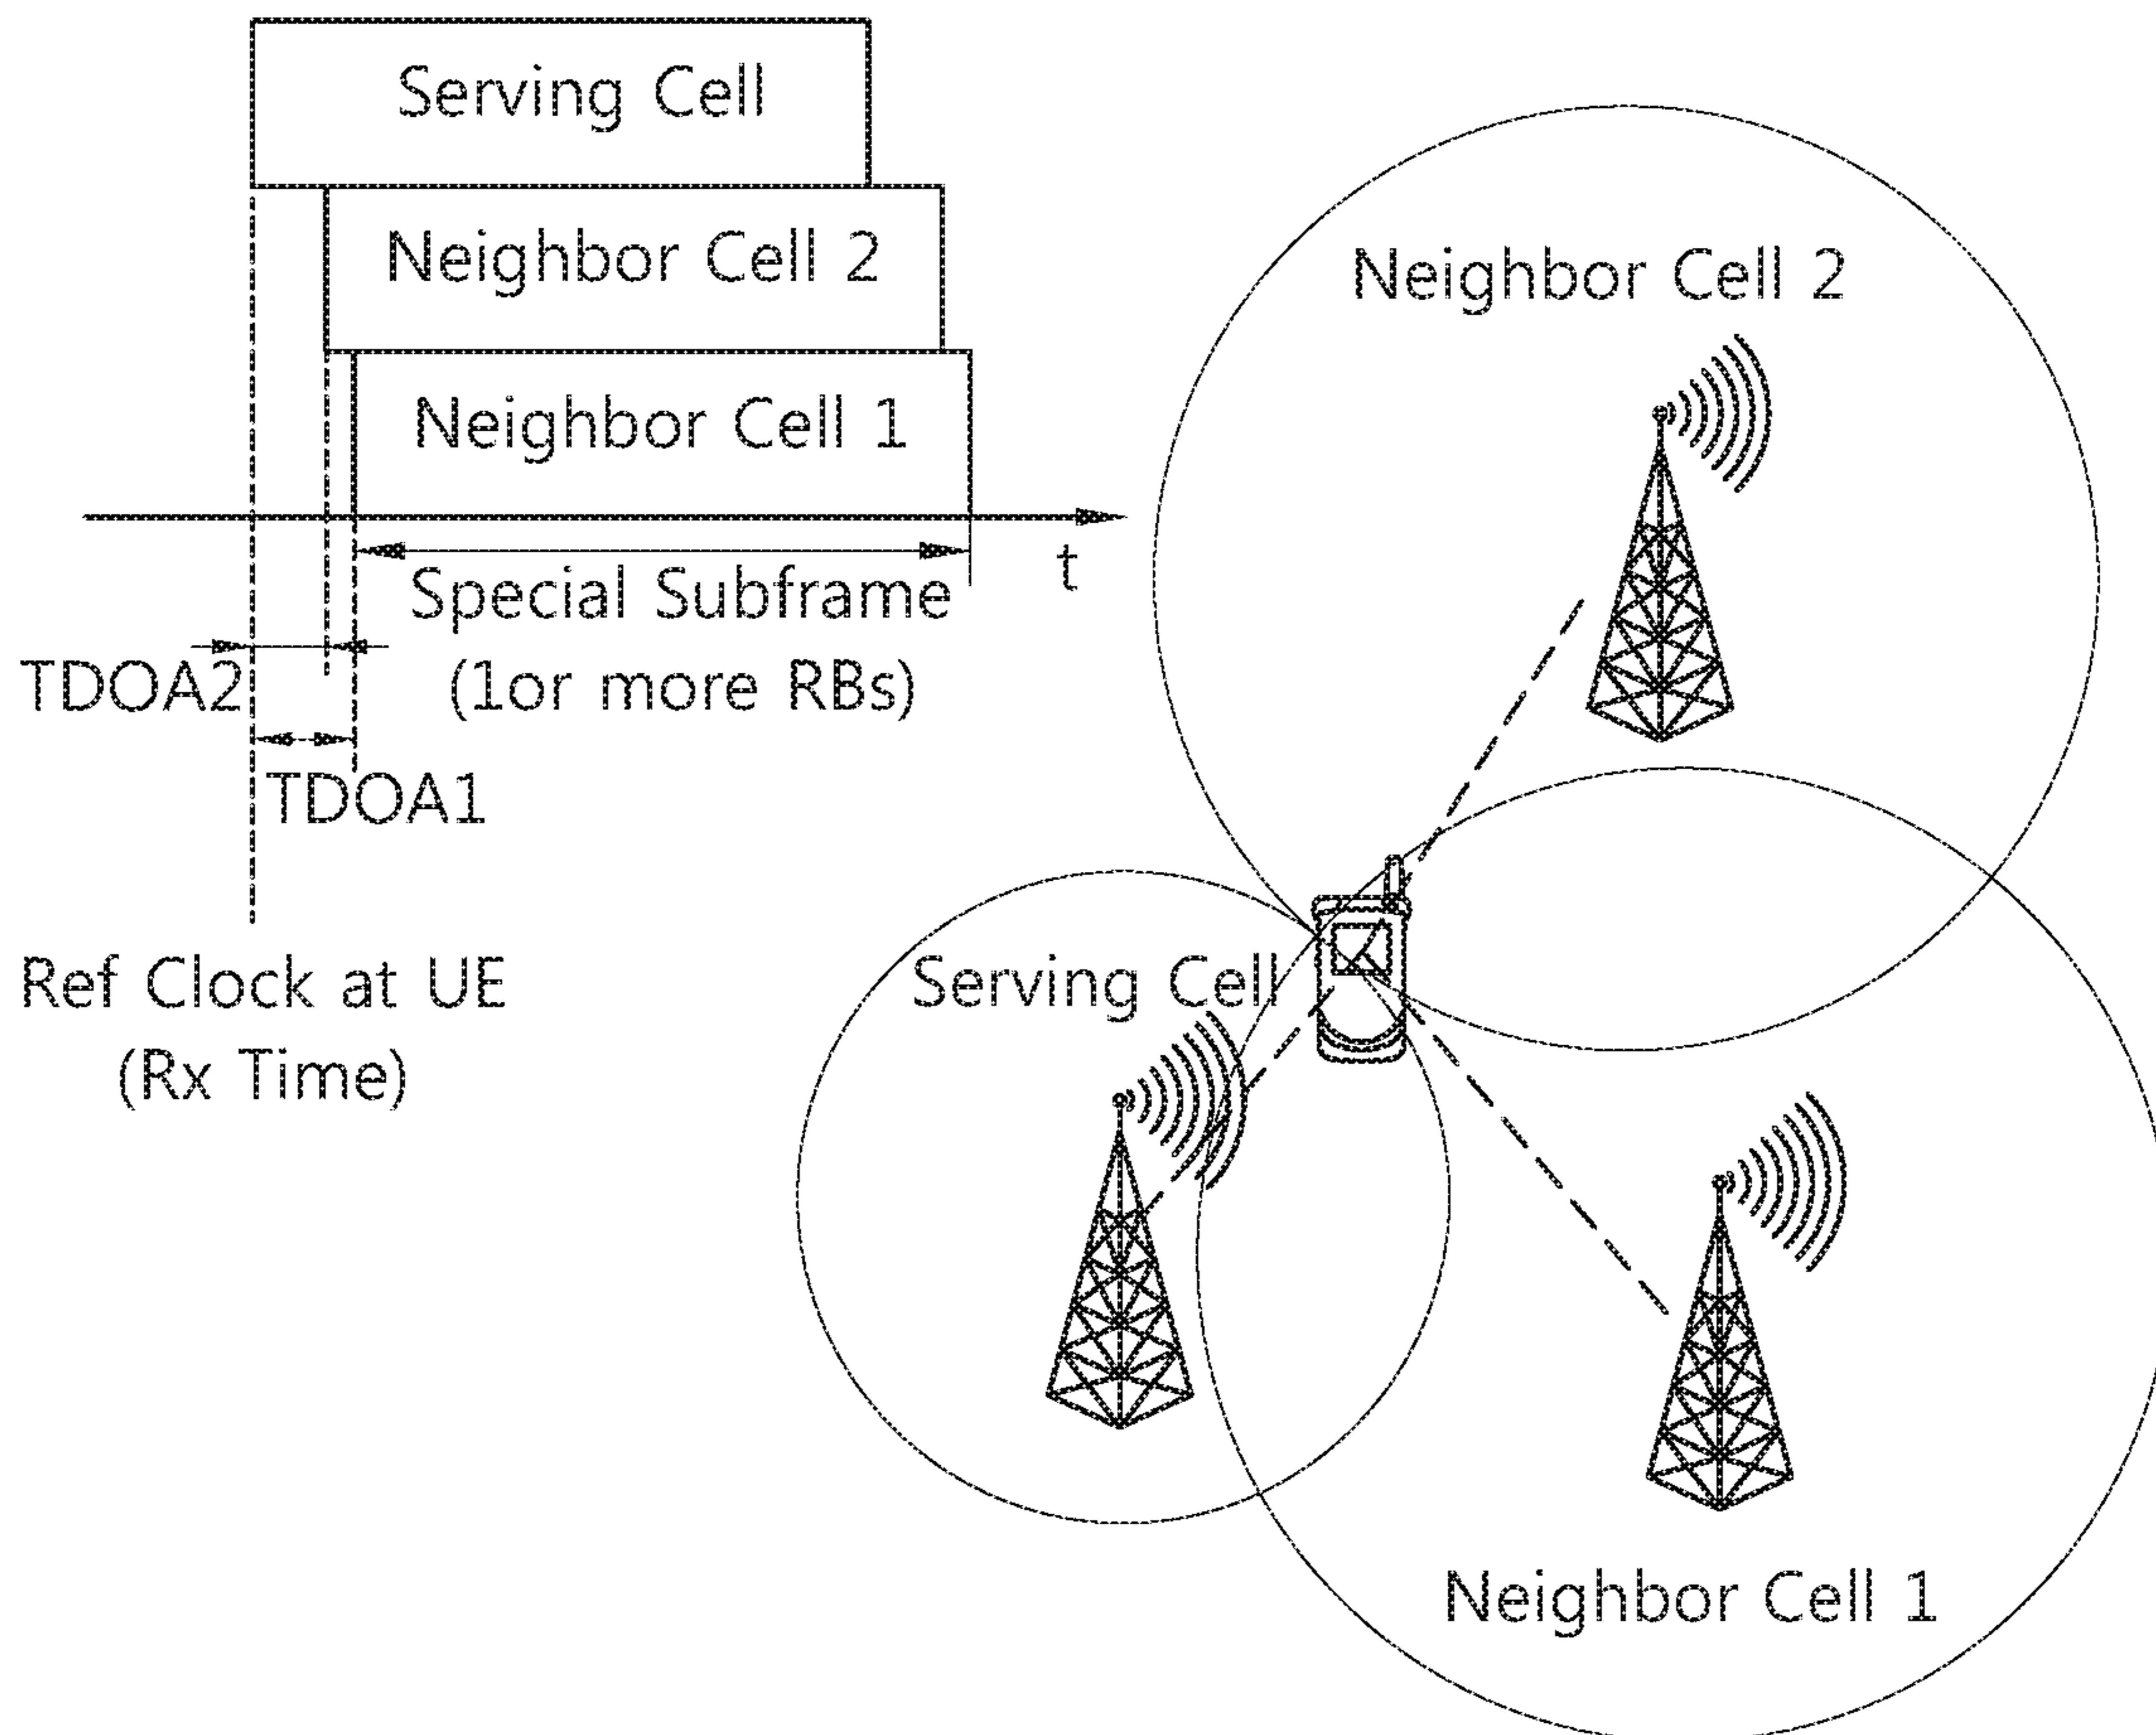 Serving Cell
Neighbor Cell 2
Neighbor Cell 1
t
Special Subframe
(1or more RBs)
TDOA2
TDOA1
Ref Clock at UE
(Rx Time)
Neighbor Cell 2
Serving Cell
Neighbor Cell 1